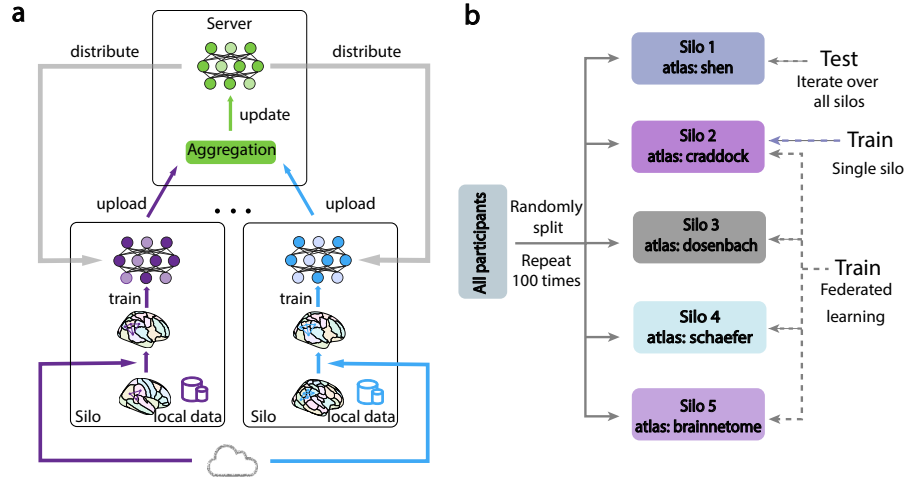 a
Server
distribute
distribute
update
Aggregation
upload
upload
• • •
train
train
Silo
local data
Silo
local data
b
All participants
Randomly
split
Repeat
100 times
Silo 1
atlas: shen
Silo 2
atlas: craddock
Silo 3
atlas: dosenbach
Silo 4
atlas: schaefer
Silo 5
atlas: brainnetome
Test
Iterate over
all silos
Train
Single silo
Train
Federated
learning